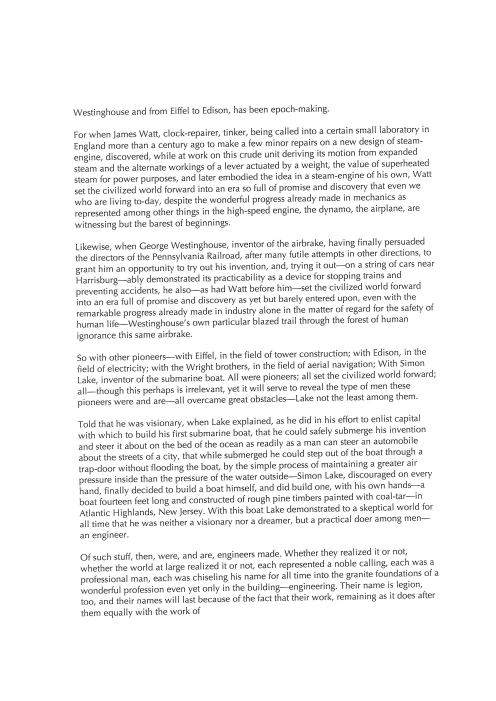 Westinghouse and from Eiffel to Edison, has been epoch-making.
For when James Watt, clock-repairer, tinker, being called into a certain small laboratory in
England more than a century ago to make a few minor repairs on a new design of steam-
engine, discovered, while at work on this crude unit deriving its motion from expanded
steam and the alternate workings of a lever actuated by a weight, the value of superheated
steam for power purposes, and later embodied the idea in a steam-engine of his own, Watt
set the civilized world forward into an era so full of promise and discovery that even we
who are living to-day, despite the wonderful progress already made in mechanics as
represented among other things in the high-speed engine, the dynamo, the airplane, are
witnessing but the barest of beginnings.
Likewise, when George Westinghouse, inventor of the airbrake, having finally persuaded
the directors of the Pennsylvania Railroad, after many futile attempts in other directions, to
grant him an opportunity to try out his invention, and, trying it out—on a string of cars near
Harrisburg—ably demonstrated its practicability as a device for stopping trains and
preventing accidents, he also—as had Watt before him—set the civilized world forward
into an era full of promise and discovery as yet but barely entered upon, even with the
remarkable progress already made in industry alone in the matter of regard for the safety of
human life—Westinghouse's own particular blazed trail through the forest of human
ignorance this same airbrake.
So with other pioneers—with Eiffel, in the field of tower construction; with Edison, in the
field of electricity; with the Wright brothers, in the field of aerial navigation; With Simon
Lake, inventor of the submarine boat. All were pioneers; all set the civilized world forward;
all—though this perhaps is irrelevant, yet it will serve to reveal the type of men these
pioneers were and are—all overcame great obstacles—Lake not the least among them.
Told that he was visionary, when Lake explained, as he did in his effort to enlist capital
with which to build his first submarine boat, that he could safely submerge his invention
and steer it about on the bed of the ocean as readily as a man can steer an automobile
about the streets of a city, that while submerged he could step out of the boat through a
trap-door without flooding the boat, by the simple process of maintaining a greater air
pressure inside than the pressure of the water outside—Simon Lake, discouraged on every
hand, finally decided to build a boat himself, and did build one, with his own hands—a
boat fourteen feet long and constructed of rough pine timbers painted with coal-tar—in
Atlantic Highlands, New Jersey. With this boat Lake demonstrated to a skeptical world for
all time that he was neither a visionary nor a dreamer, but a practical doer among men—
an engineer.
Of such stuff, then, were, and are, engineers made. Whether they realized it or not,
whether the world at large realized it or not, each represented a noble calling, each was a
professional man, each was chiseling his name for all time into the granite foundations of a
wonderful profession even yet only in the building—engineering. Their name is legion,
too, and their names will last because of the fact that their work, remaining as it does after
them equally with the work of